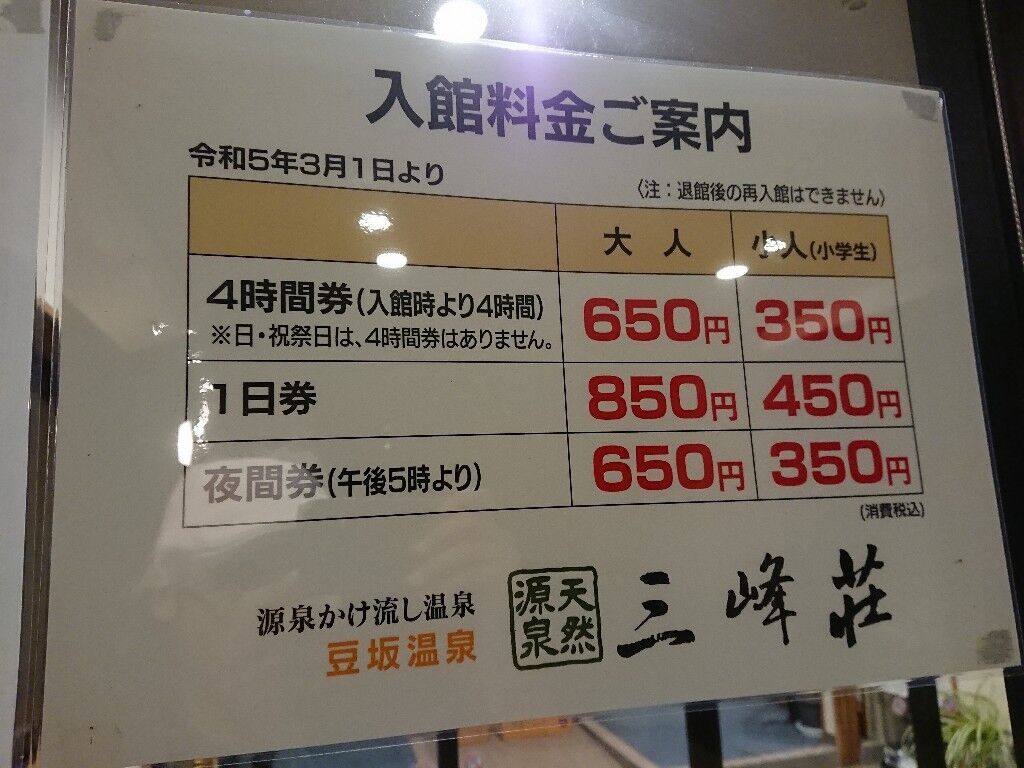 入館料金ご案内
令和5年3月1日より
〈注：退館後の再入館はできません〉
大人 小人(小学生)
4時間券(入館時より4時間) 650円 350円
※日・祝祭日は、4時間券はありません。
1日券 850円 450円
夜間券(午後5時より) 650円 350円
(消費税込)
源泉かけ流し温泉
豆坂温泉
天然源泉
三峰荘